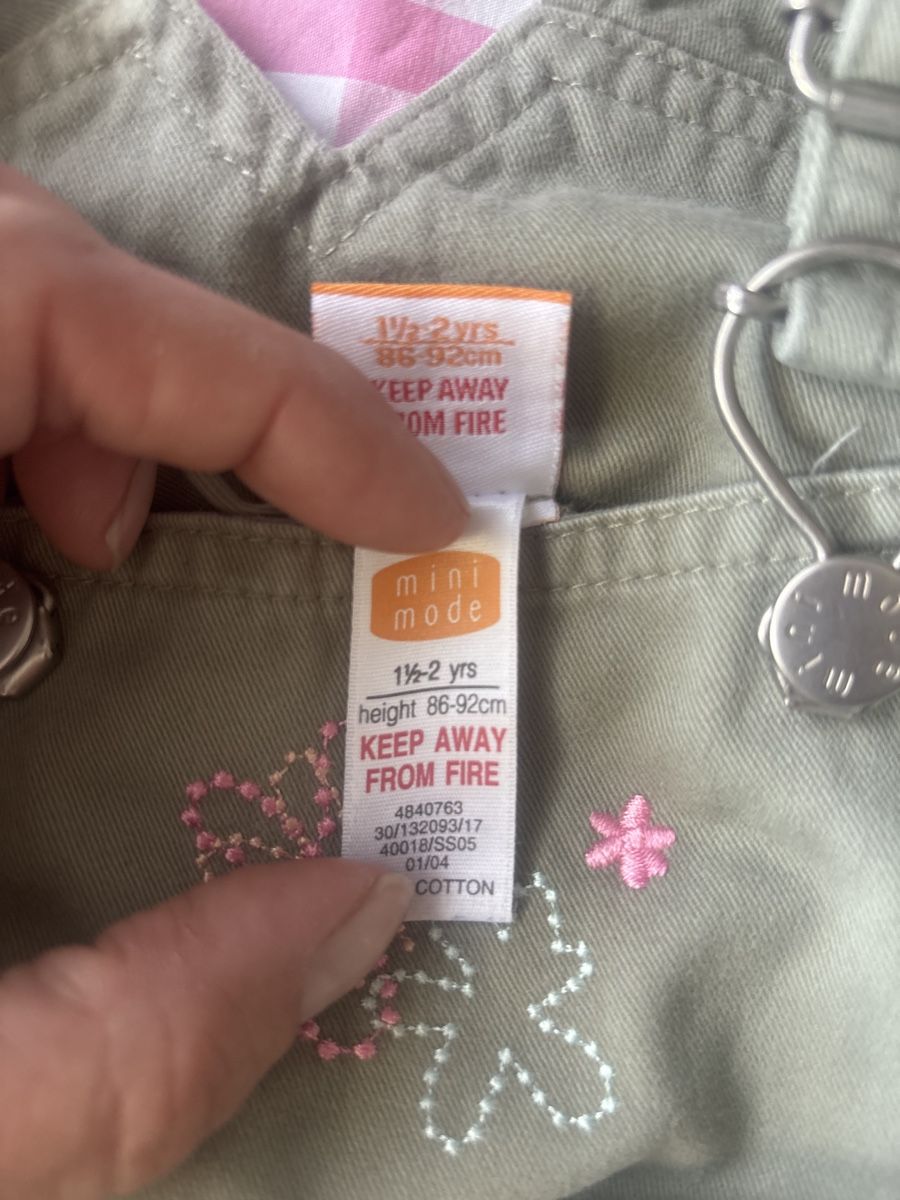 1½-2 yrs
86-92cm
KEEP AWAY
FROM FIRE
mini
mode
1½-2 yrs
height 86-92cm
KEEP AWAY
FROM FIRE
4840763
30/132093/17
40018/SS05
01/04
COTTON